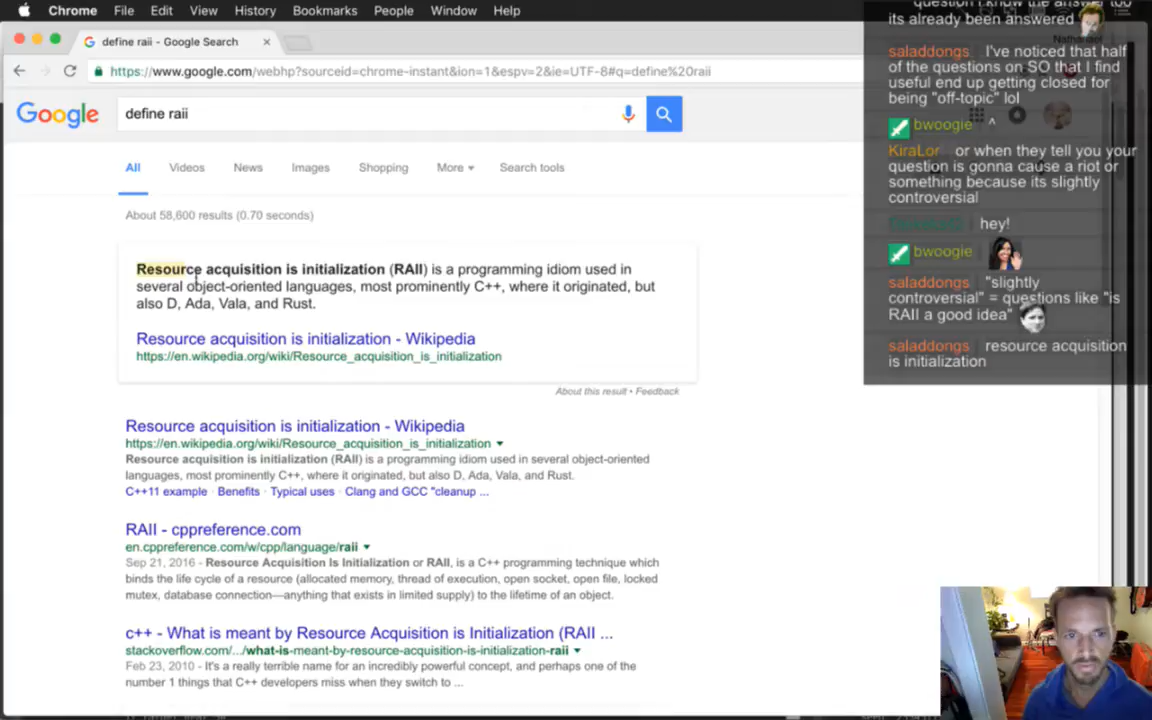 Chrome File Edit View History Bookmarks People Window Help
define raii - Google Search
https://www.google.com/webhp?sourceid=chrome-instant&ion=1&espv=2&ie=UTF-8#q=define%20raii
Google
define raii
All Videos News Images Shopping More Search tools
About 58,600 results (0.70 seconds)
Resource acquisition is initialization (RAII) is a programming idiom used in
several object-oriented languages, most prominently C++, where it originated, but
also D, Ada, Vala, and Rust.
Resource acquisition is initialization - Wikipedia
https://en.wikipedia.org/wiki/Resource_acquisition_is_initialization
About this result • Feedback
Resource acquisition is initialization - Wikipedia
https://en.wikipedia.org/wiki/Resource_acquisition_is_initialization
Resource acquisition is initialization (RAII) is a programming idiom used in several object-oriented
languages, most prominently C++, where it originated, but also D, Ada, Vala, and Rust.
C++11 example · Benefits · Typical uses · Clang and GCC "cleanup ...
RAII - cppreference.com
en.cppreference.com/w/cpp/language/raii
Sep 21, 2016 - Resource Acquisition Is Initialization or RAII, is a C++ programming technique which
binds the life cycle of a resource (allocated memory, thread of execution, open socket, open file, locked
mutex, database connection—anything that exists in limited supply) to the lifetime of an object.
c++ - What is meant by Resource Acquisition is Initialization (RAII ...
stackoverflow.com/.../what-is-meant-by-resource-acquisition-is-initialization-raii
Feb 23, 2010 - It's a really terrible name for an incredibly powerful concept, and perhaps one of the
number 1 things that C++ developers miss when they switch to ...
question I know the answer too
its already been answered
saladdongs I've noticed that half
of the questions on SO that I find
useful end up getting closed for
being "off-topic" lol
bwoogie ^
KiraLor or when they tell you your
question is gonna cause a riot or
something because its slightly
controversial
hey!
bwoogie
saladdongs "slightly
controversial" = questions like "is
RAII a good idea"
saladdongs resource acquisition
is initialization